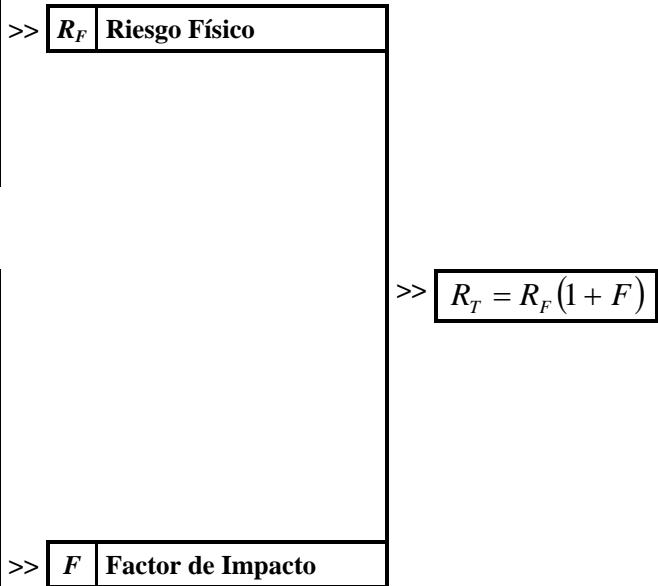 >> R_F Riesgo Físico
>> R_T = R_F(1 + F)
>> F Factor de Impacto